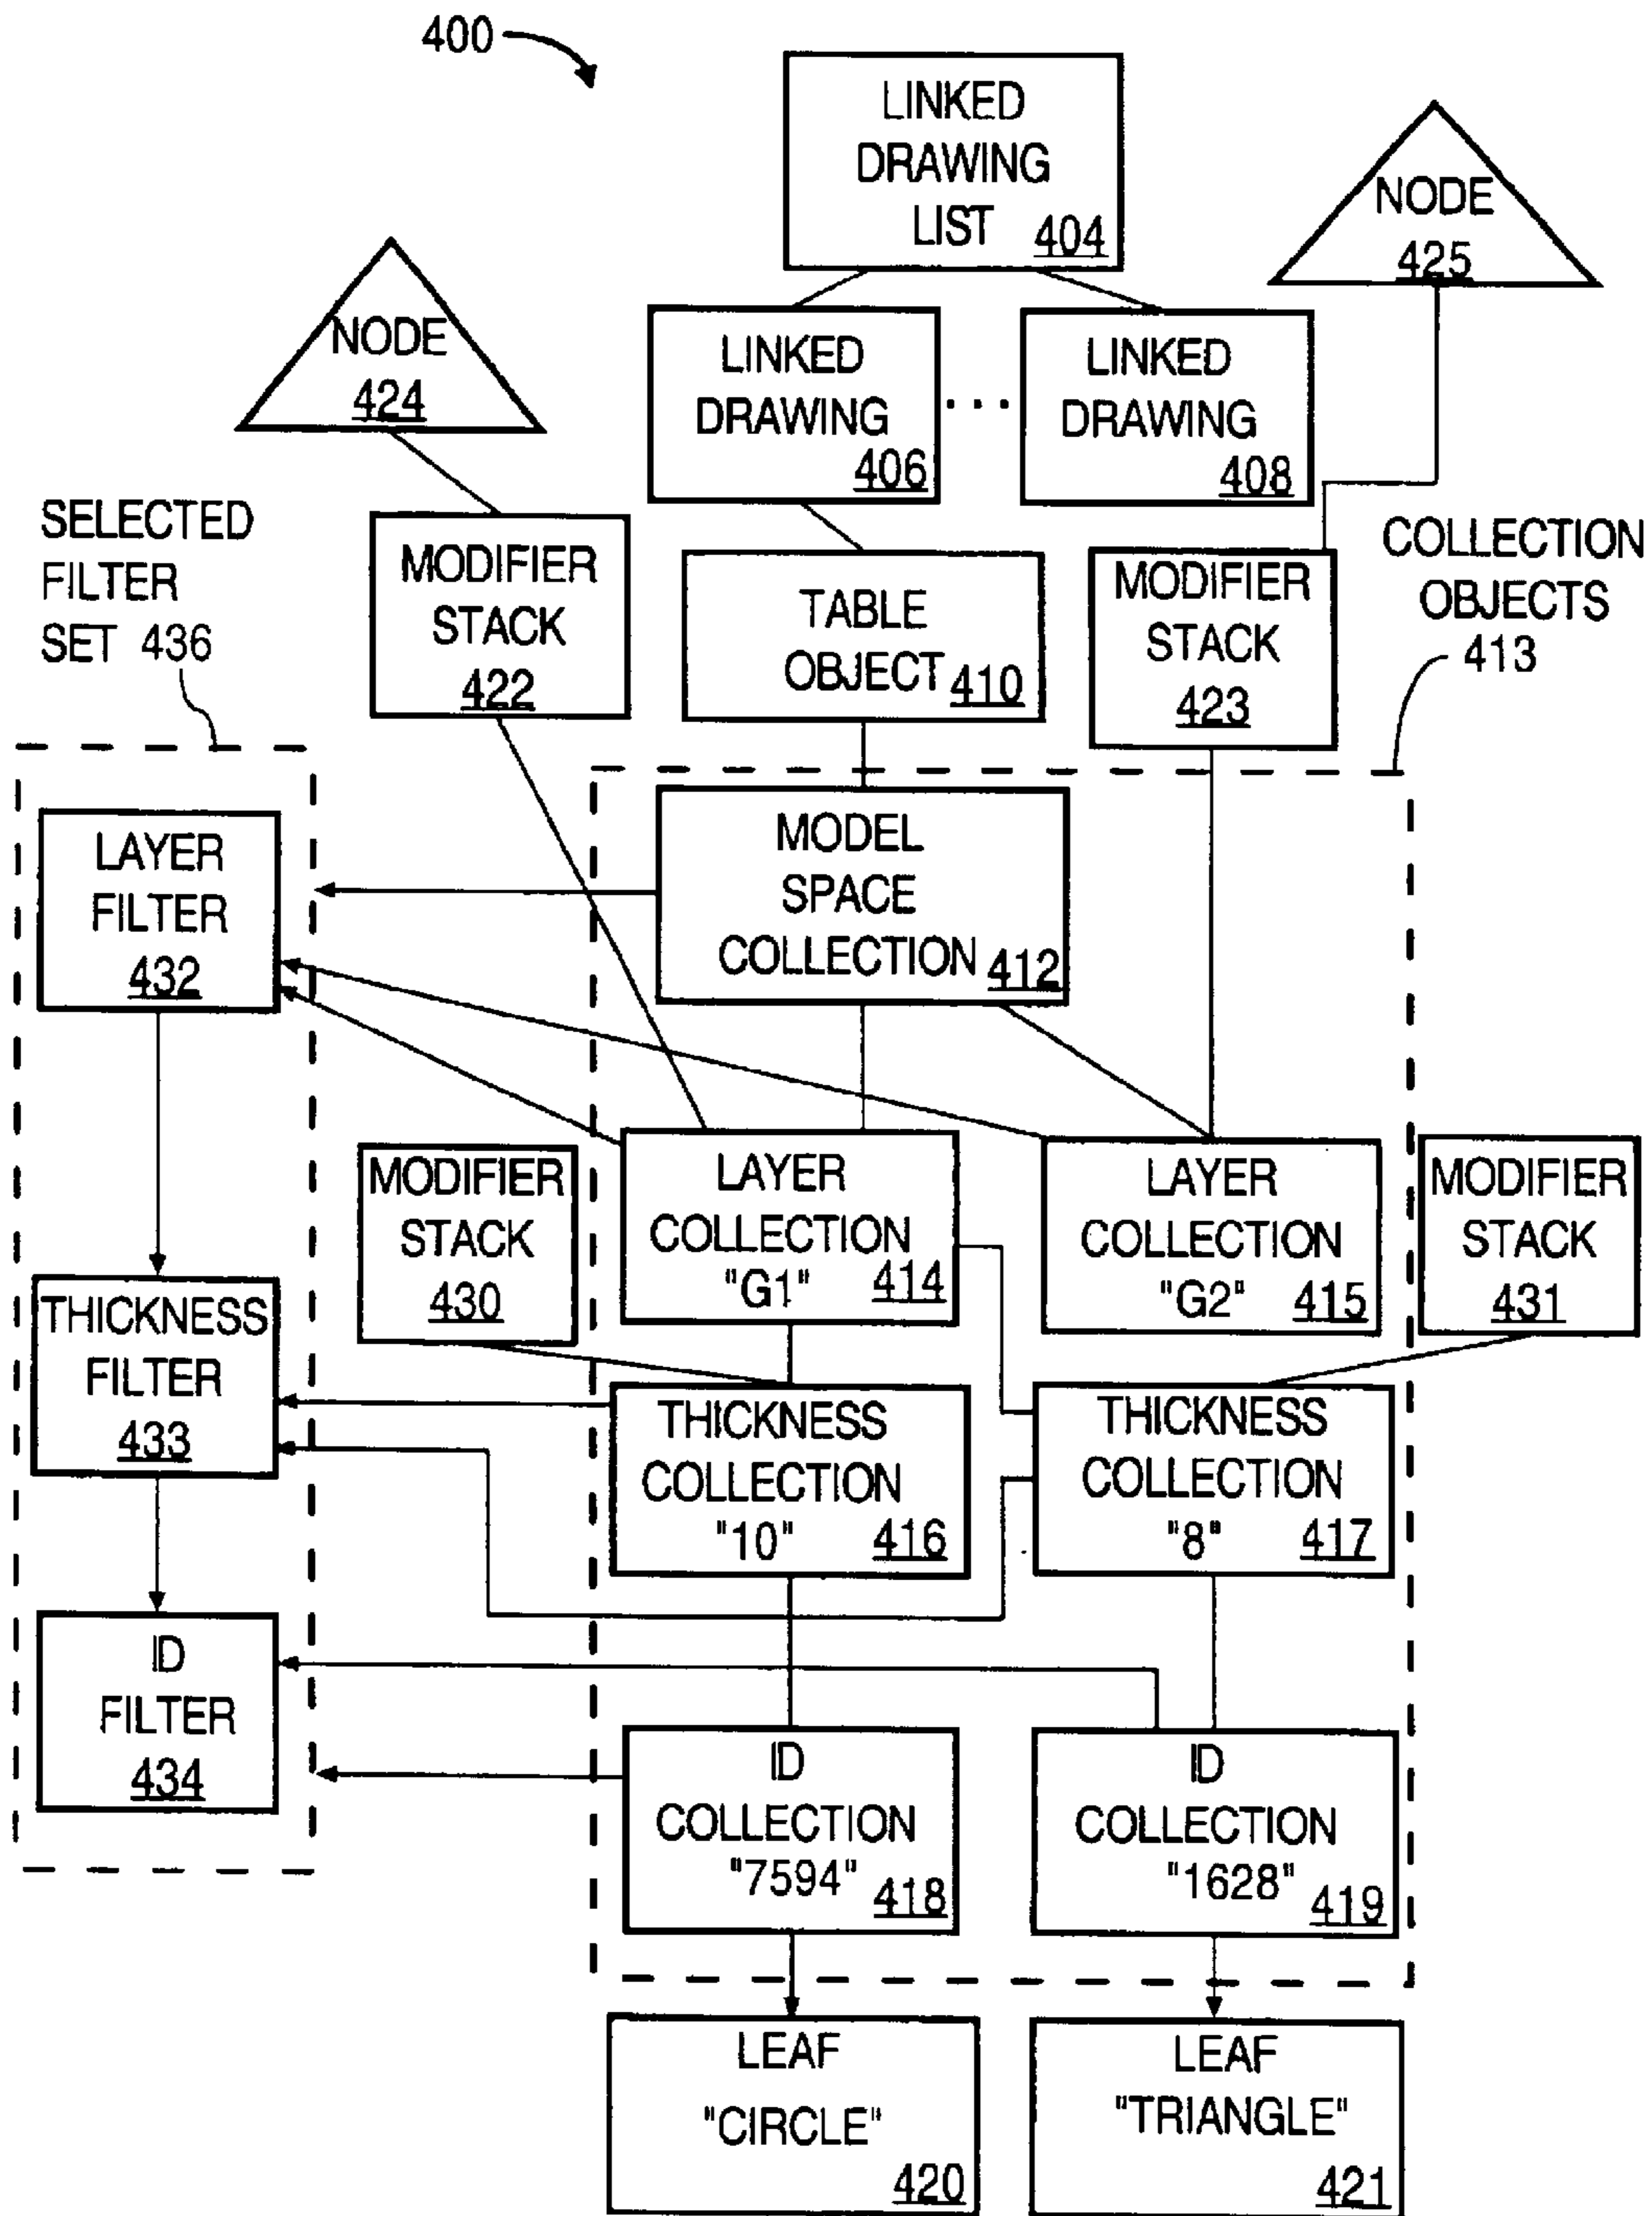 400
LINKED
DRAWING
LIST 404
NODE
425
NODE
424
LINKED
DRAWING
406
...
LINKED
DRAWING
408
SELECTED
FILTER
SET 436
MODIFIER
STACK
422
TABLE
OBJECT 410
MODIFIER
STACK
423
COLLECTION
OBJECTS
413
LAYER
FILTER
432
MODEL
SPACE
COLLECTION 412
MODIFIER
STACK
430
LAYER
COLLECTION
"G1" 414
LAYER
COLLECTION
"G2" 415
MODIFIER
STACK
431
THICKNESS
FILTER
433
THICKNESS
COLLECTION
"10" 416
THICKNESS
COLLECTION
"8" 417
ID
FILTER
434
ID
COLLECTION
"7594" 418
ID
COLLECTION
"1628" 419
LEAF
"CIRCLE"
420
LEAF
"TRIANGLE"
421